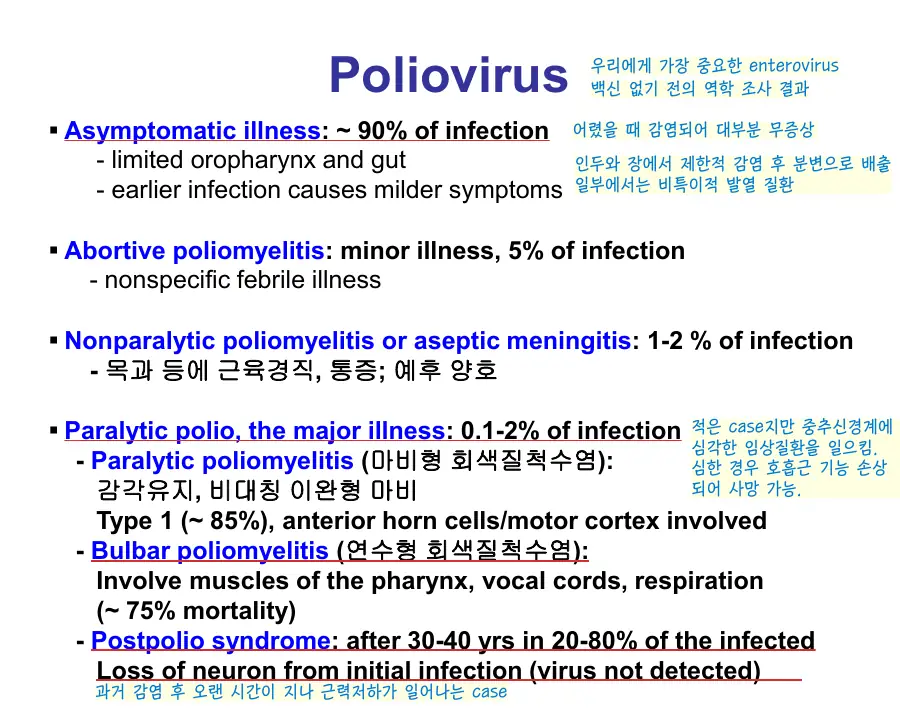 Poliovirus
우리에게 가장 중요한 enterovirus
백신 없기 전의 역학 조사 결과
▪ Asymptomatic illness: ~ 90% of infection
어렸을 때 감염되어 대부분 무증상
- limited oropharynx and gut
인두와 장에서 제한적 감염 후 분변으로 배출
- earlier infection causes milder symptoms
일부에서는 비특이적 발열 질환
▪ Abortive poliomyelitis: minor illness, 5% of infection
- nonspecific febrile illness
▪ Nonparalytic poliomyelitis or aseptic meningitis: 1-2 % of infection
- 목과 등에 근육경직, 통증; 예후 양호
▪ Paralytic polio, the major illness: 0.1-2% of infection
적은 case지만 중추신경계에
심각한 임상질환을 일으킴.
심한 경우 호흡근 기능 손상
되어 사망 가능.
- Paralytic poliomyelitis (마비형 회색질척수염):
감각유지, 비대칭 이완형 마비
Type 1 (~ 85%), anterior horn cells/motor cortex involved
- Bulbar poliomyelitis (연수형 회색질척수염):
Involve muscles of the pharynx, vocal cords, respiration
(~ 75% mortality)
- Postpolio syndrome: after 30-40 yrs in 20-80% of the infected
Loss of neuron from initial infection (virus not detected)
과거 감염 후 오랜 시간이 지나 근력저하가 일어나는 case